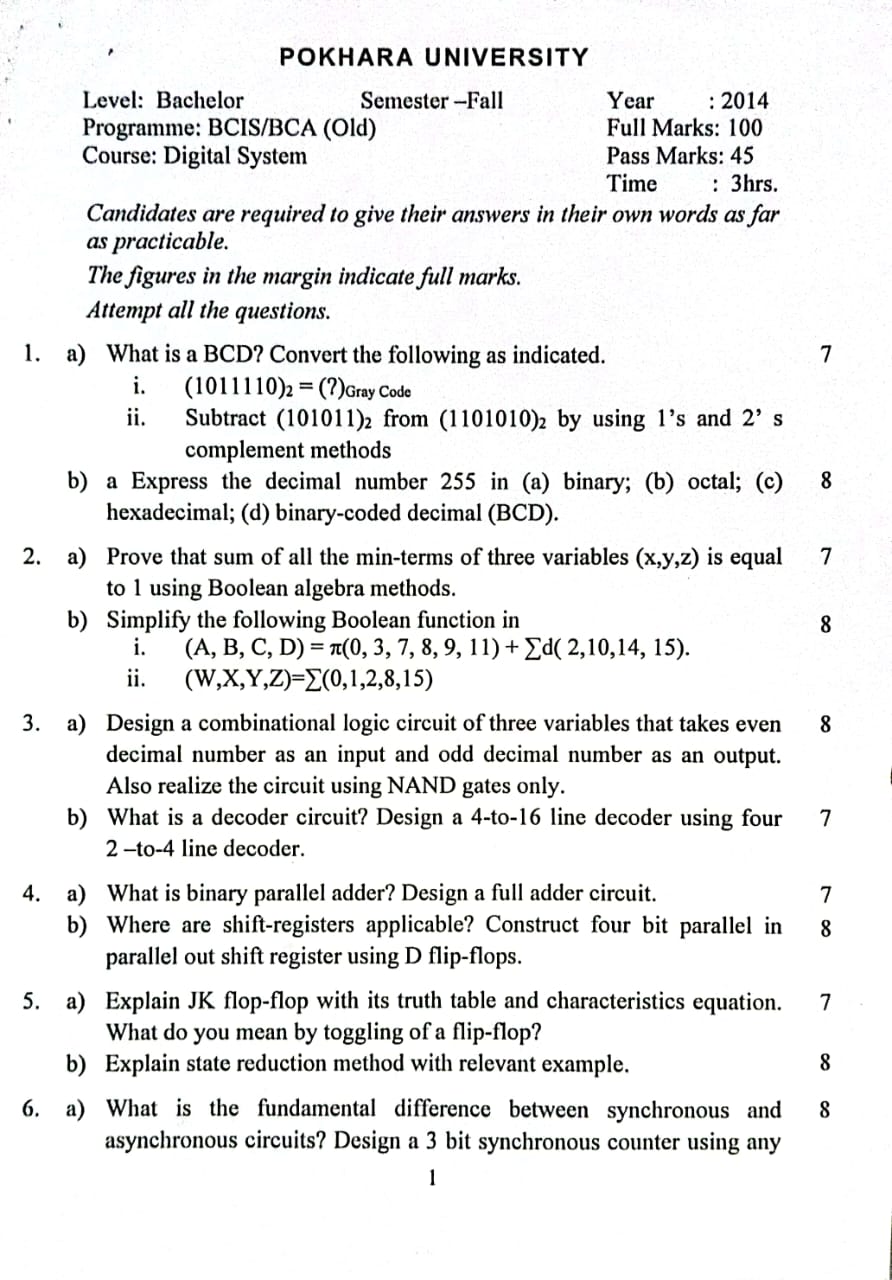 POKHARA UNIVERSITY
Level: Bachelor Semester –Fall Year : 2014
Programme: BCIS/BCA (Old) Full Marks: 100
Course: Digital System Pass Marks: 45
Time : 3hrs.
Candidates are required to give their answers in their own words as far
as practicable.
The figures in the margin indicate full marks.
Attempt all the questions.
1. a) What is a BCD? Convert the following as indicated. 7
i. (1011110)₂ = (?)Gray Code
ii. Subtract (101011)₂ from (1101010)₂ by using 1's and 2' s
complement methods
b) a Express the decimal number 255 in (a) binary; (b) octal; (c) 8
hexadecimal; (d) binary-coded decimal (BCD).
2. a) Prove that sum of all the min-terms of three variables (x,y,z) is equal 7
to 1 using Boolean algebra methods.
b) Simplify the following Boolean function in 8
i. (A, B, C, D) = π(0, 3, 7, 8, 9, 11) + ∑d( 2,10,14, 15).
ii. (W,X,Y,Z)=∑(0,1,2,8,15)
3. a) Design a combinational logic circuit of three variables that takes even 8
decimal number as an input and odd decimal number as an output.
Also realize the circuit using NAND gates only.
b) What is a decoder circuit? Design a 4-to-16 line decoder using four 7
2 –to-4 line decoder.
4. a) What is binary parallel adder? Design a full adder circuit. 7
b) Where are shift-registers applicable? Construct four bit parallel in 8
parallel out shift register using D flip-flops.
5. a) Explain JK flop-flop with its truth table and characteristics equation. 7
What do you mean by toggling of a flip-flop?
b) Explain state reduction method with relevant example. 8
6. a) What is the fundamental difference between synchronous and 8
asynchronous circuits? Design a 3 bit synchronous counter using any
1